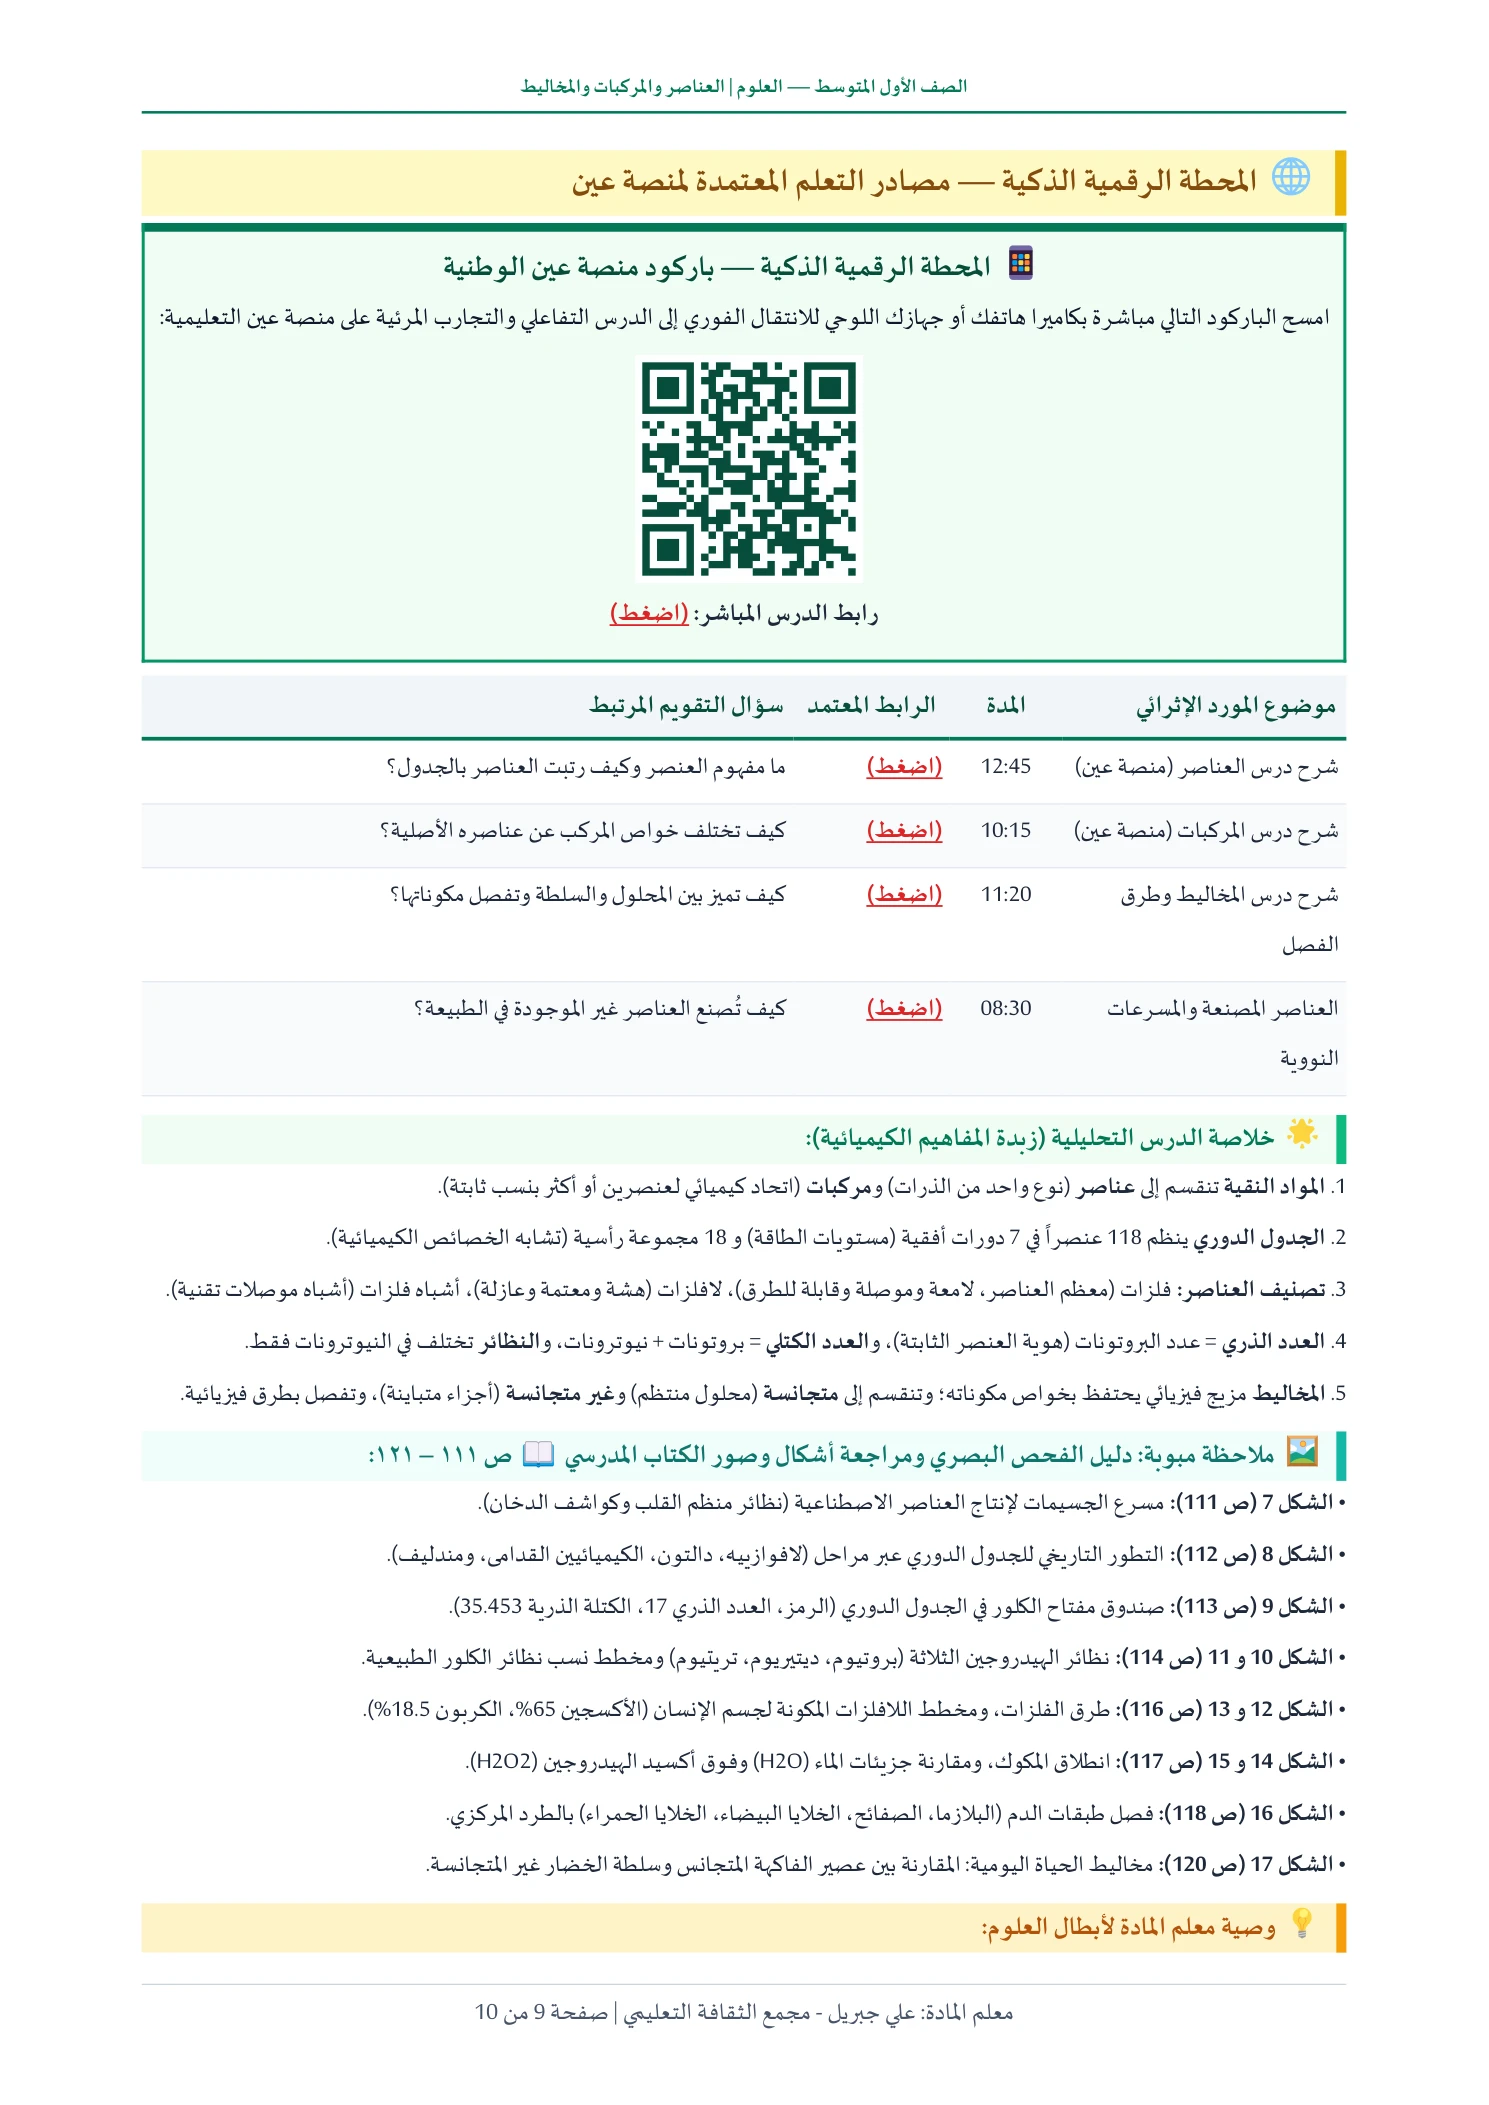 الصف الأول المتوسط — العلوم | العناصر والمركبات والمخاليط
المحطة الرقمية الذكية — مصادر التعلم المعتمدة لمنصة عين
المحطة الرقمية الذكية — باركود منصة عين الوطنية
امسح الباركود التالي مباشرة بكاميرا هاتفك أو جهازك اللوحي للانتقال الفوري إلى الدرس التفاعلي والتجارب المرئية على منصة عين التعليمية:
رابط الدرس المباشر: (اضغط)
موضوع المورد الإثرائي المدة الرابط المعتمد سؤال التقويم المرتبط
شرح درس العناصر (منصة عين) 12:45 (اضغط) ما مفهوم العنصر وكيف رتبت العناصر بالجدول؟
شرح درس المركبات (منصة عين) 10:15 (اضغط) كيف تختلف خواص المركب عن عناصره الأصلية؟
شرح درس المخاليط وطرق 11:20 (اضغط) كيف تميز بين المحلول والسلطة وتفصل مكوناتها؟
الفصل
العناصر المصنعة والمسرعات 08:30 (اضغط) كيف تُصنع العناصر غير الموجودة في الطبيعة؟
النووية
خلاصة الدرس التحليلية (زبدة المفاهيم الكيميائية):
1. المواد النقية تنقسم إلى عناصر (نوع واحد من الذرات) ومركبات (اتحاد كيميائي لعنصرين أو أكثر بنسب ثابتة).
2. الجدول الدوري ينظم 118 عنصراً في 7 دورات أفقية (مستويات الطاقة) و 18 مجموعة رأسية (تشابه الخصائص الكيميائية).
3. تصنيف العناصر: فلزات (معظم العناصر، لامعة وموصلة وقابلة للطرق)، لافلزات (هشة ومعتمة وعازلة)، أشباه فلزات (أشباه موصلات تقنية).
4. العدد الذري = عدد البروتونات (هوية العنصر الثابتة)، والعدد الكتلي = بروتونات + نيوترونات، والنظائر تختلف في النيوترونات فقط.
5. المخاليط مزيج فيزيائي يحتفظ بخواص مكوناته؛ وتنقسم إلى متجانسة (محلول منتظم) وغير متجانسة (أجزاء متباينة)، وتفصل بطرق فيزيائية.
ملاحظة مبوبة: دليل الفحص البصري ومراجعة أشكال وصور الكتاب المدرسي ص ١١١ – ١٢١:
• الشكل 7 (ص 111): مسرع الجسيمات لإنتاج العناصر الاصطناعية (نظائر منظم القلب وكواشف الدخان).
• الشكل 8 (ص 112): التطور التاريخي للجدول الدوري عبر مراحل (لافوازييه، دالتون، الكيميائيين القدامى، ومندليف).
• الشكل 9 (ص 113): صندوق مفتاح الكلور في الجدول الدوري (الرمز، العدد الذري 17، الكتلة الذرية 35.453).
• الشكل 10 و 11 (ص 114): نظائر الهيدروجين الثلاثة (بروتيوم، ديتيريوم، تريتيوم) ومخطط نسب نظائر الكلور الطبيعية.
• الشكل 12 و 13 (ص 116): طرق الفلزات، ومخطط اللافلزات المكونة لجسم الإنسان (الأكسجين 65%، الكربون 18.5%).
• الشكل 14 و 15 (ص 117): انطلاق المكوك، ومقارنة جزيئات الماء (H2O) وفوق أكسيد الهيدروجين (H2O2).
• الشكل 16 (ص 118): فصل طبقات الدم (البلازما، الصفائح، الخلايا البيضاء، الخلايا الحمراء) بالطرد المركزي.
• الشكل 17 (ص 120): مخاليط الحياة اليومية: المقارنة بين عصير الفاكهة المتجانس وسلطة الخضار غير المتجانسة.
وصية معلم المادة لأبطال العلوم:
معلم المادة: علي جبريل - مجمع الثقافة التعليمي | صفحة 9 من 10